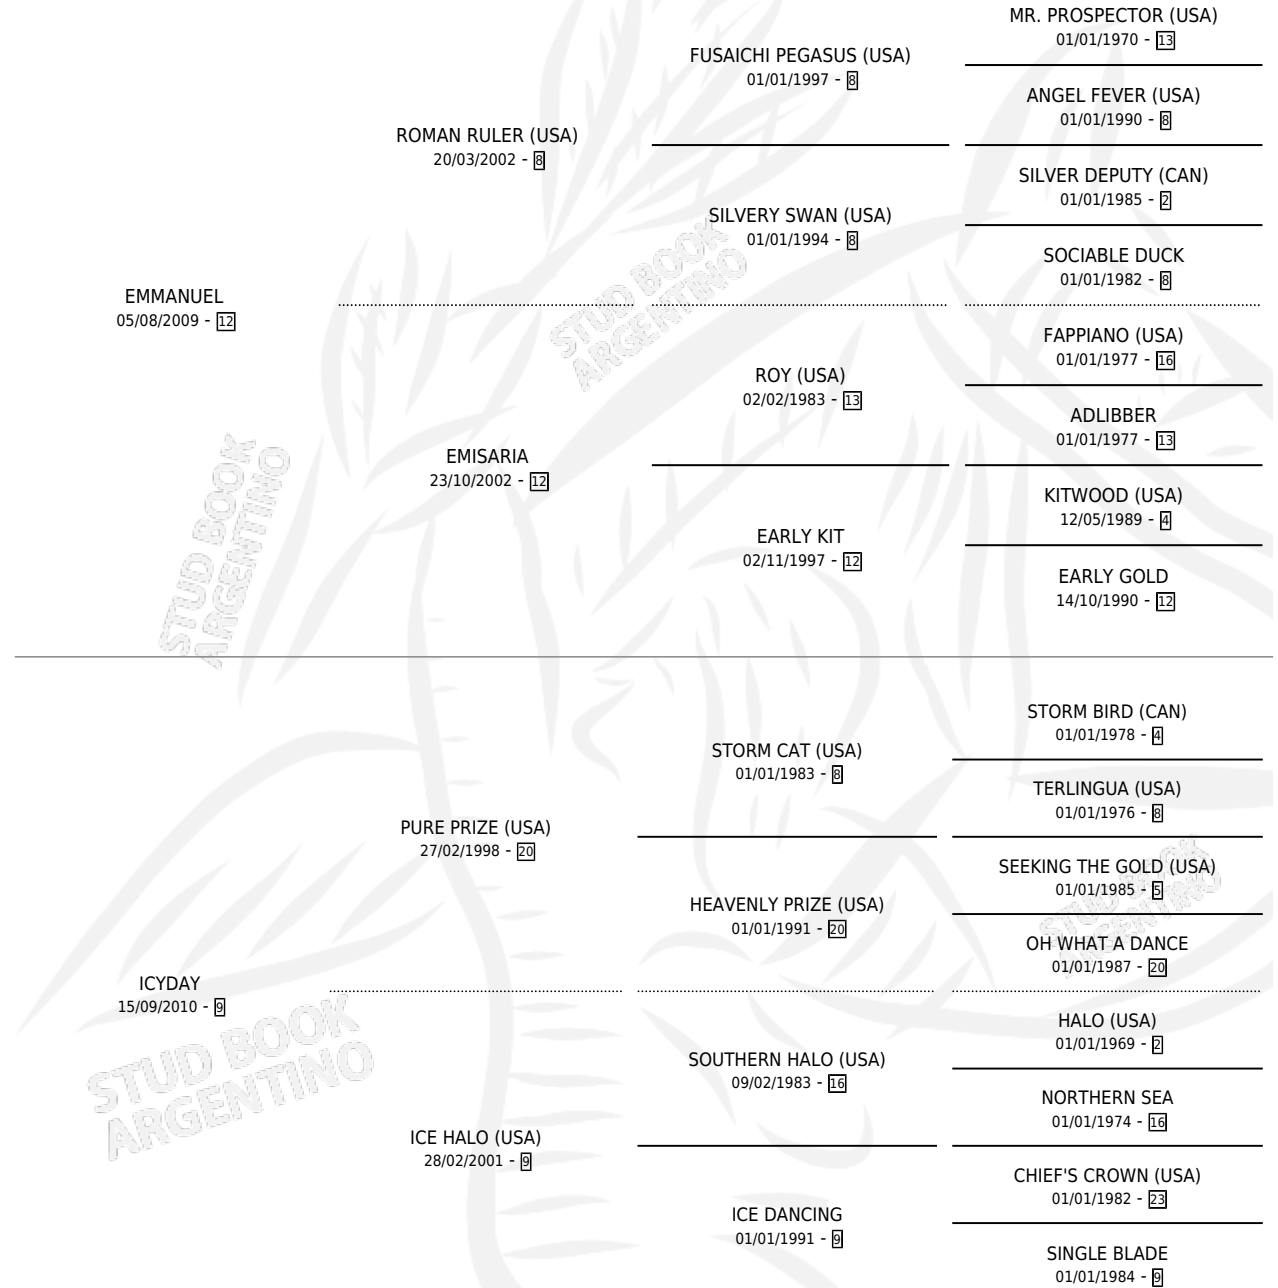 MR. PROSPECTOR (USA)
01/01/1970 - 13
FUSAICHI PEGASUS (USA)
01/01/1997 - 8
ANGEL FEVER (USA)
01/01/1990 - 8
ROMAN RULER (USA)
20/03/2002 - 8
SILVER DEPUTY (CAN)
01/01/1985 - 2
SILVERY SWAN (USA)
01/01/1994 - 8
SOCIABLE DUCK
01/01/1982 - 8
EMMANUEL
05/08/2009 - 12
FAPPIANO (USA)
01/01/1977 - 16
ROY (USA)
02/02/1983 - 13
ADLIBBER
01/01/1977 - 13
EMISARIA
23/10/2002 - 12
KITWOOD (USA)
12/05/1989 - 4
EARLY KIT
02/11/1997 - 12
EARLY GOLD
14/10/1990 - 12
STUD BOOK
ARGENTINO
STUD BOOK
ARGENTINO
STORM BIRD (CAN)
01/01/1978 - 4
STORM CAT (USA)
01/01/1983 - 8
TERLINGUA (USA)
01/01/1976 - 8
PURE PRIZE (USA)
27/02/1998 - 20
SEEKING THE GOLD (USA)
01/01/1985 - 5
HEAVENLY PRIZE (USA)
01/01/1991 - 20
OH WHAT A DANCE
01/01/1987 - 20
ICYDAY
15/09/2010 - 9
HALO (USA)
01/01/1969 - 2
SOUTHERN HALO (USA)
09/02/1983 - 16
NORTHERN SEA
01/01/1974 - 16
ICE HALO (USA)
28/02/2001 - 9
CHIEF'S CROWN (USA)
01/01/1982 - 23
ICE DANCING
01/01/1991 - 9
SINGLE BLADE
01/01/1984 - 9
STUD BOOK
ARGENTINO
STUD BOOK
ARGENTINO